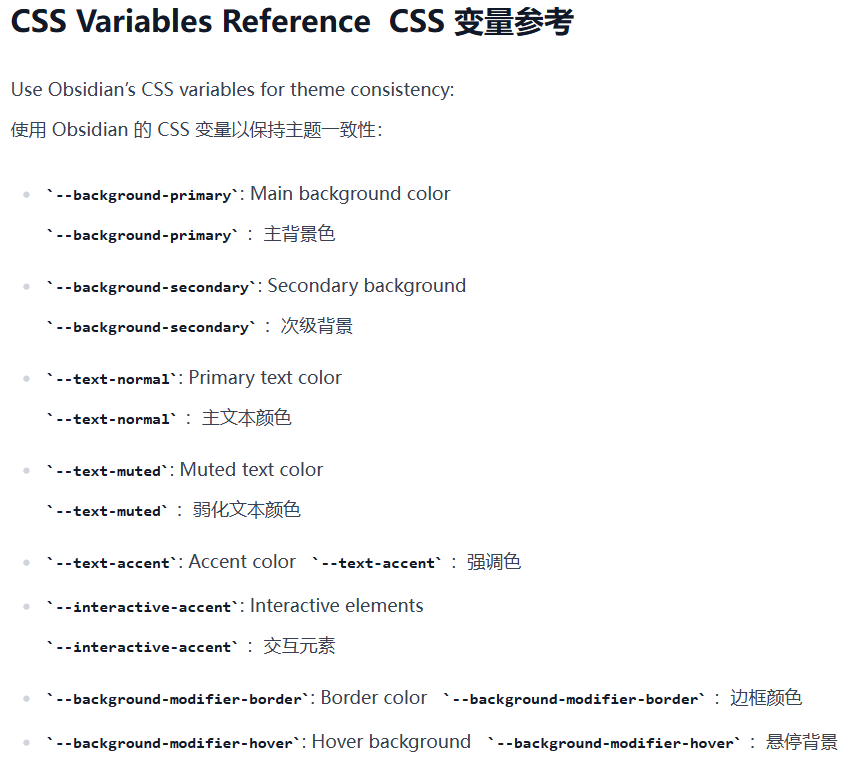 CSS Variables Reference  CSS 变量参考
Use Obsidian’s CSS variables for theme consistency:
使用 Obsidian 的 CSS 变量以保持主题一致性：
`--background-primary`: Main background color
`--background-primary` ：主背景色
`--background-secondary`: Secondary background
`--background-secondary` ：次级背景
`--text-normal`: Primary text color
`--text-normal` ：主文本颜色
`--text-muted`: Muted text color
`--text-muted` ：弱化文本颜色
`--text-accent`: Accent color  `--text-accent` ：强调色
`--interactive-accent`: Interactive elements
`--interactive-accent` ：交互元素
`--background-modifier-border`: Border color  `--background-modifier-border` ：边框颜色
`--background-modifier-hover`: Hover background  `--background-modifier-hover` ：悬停背景